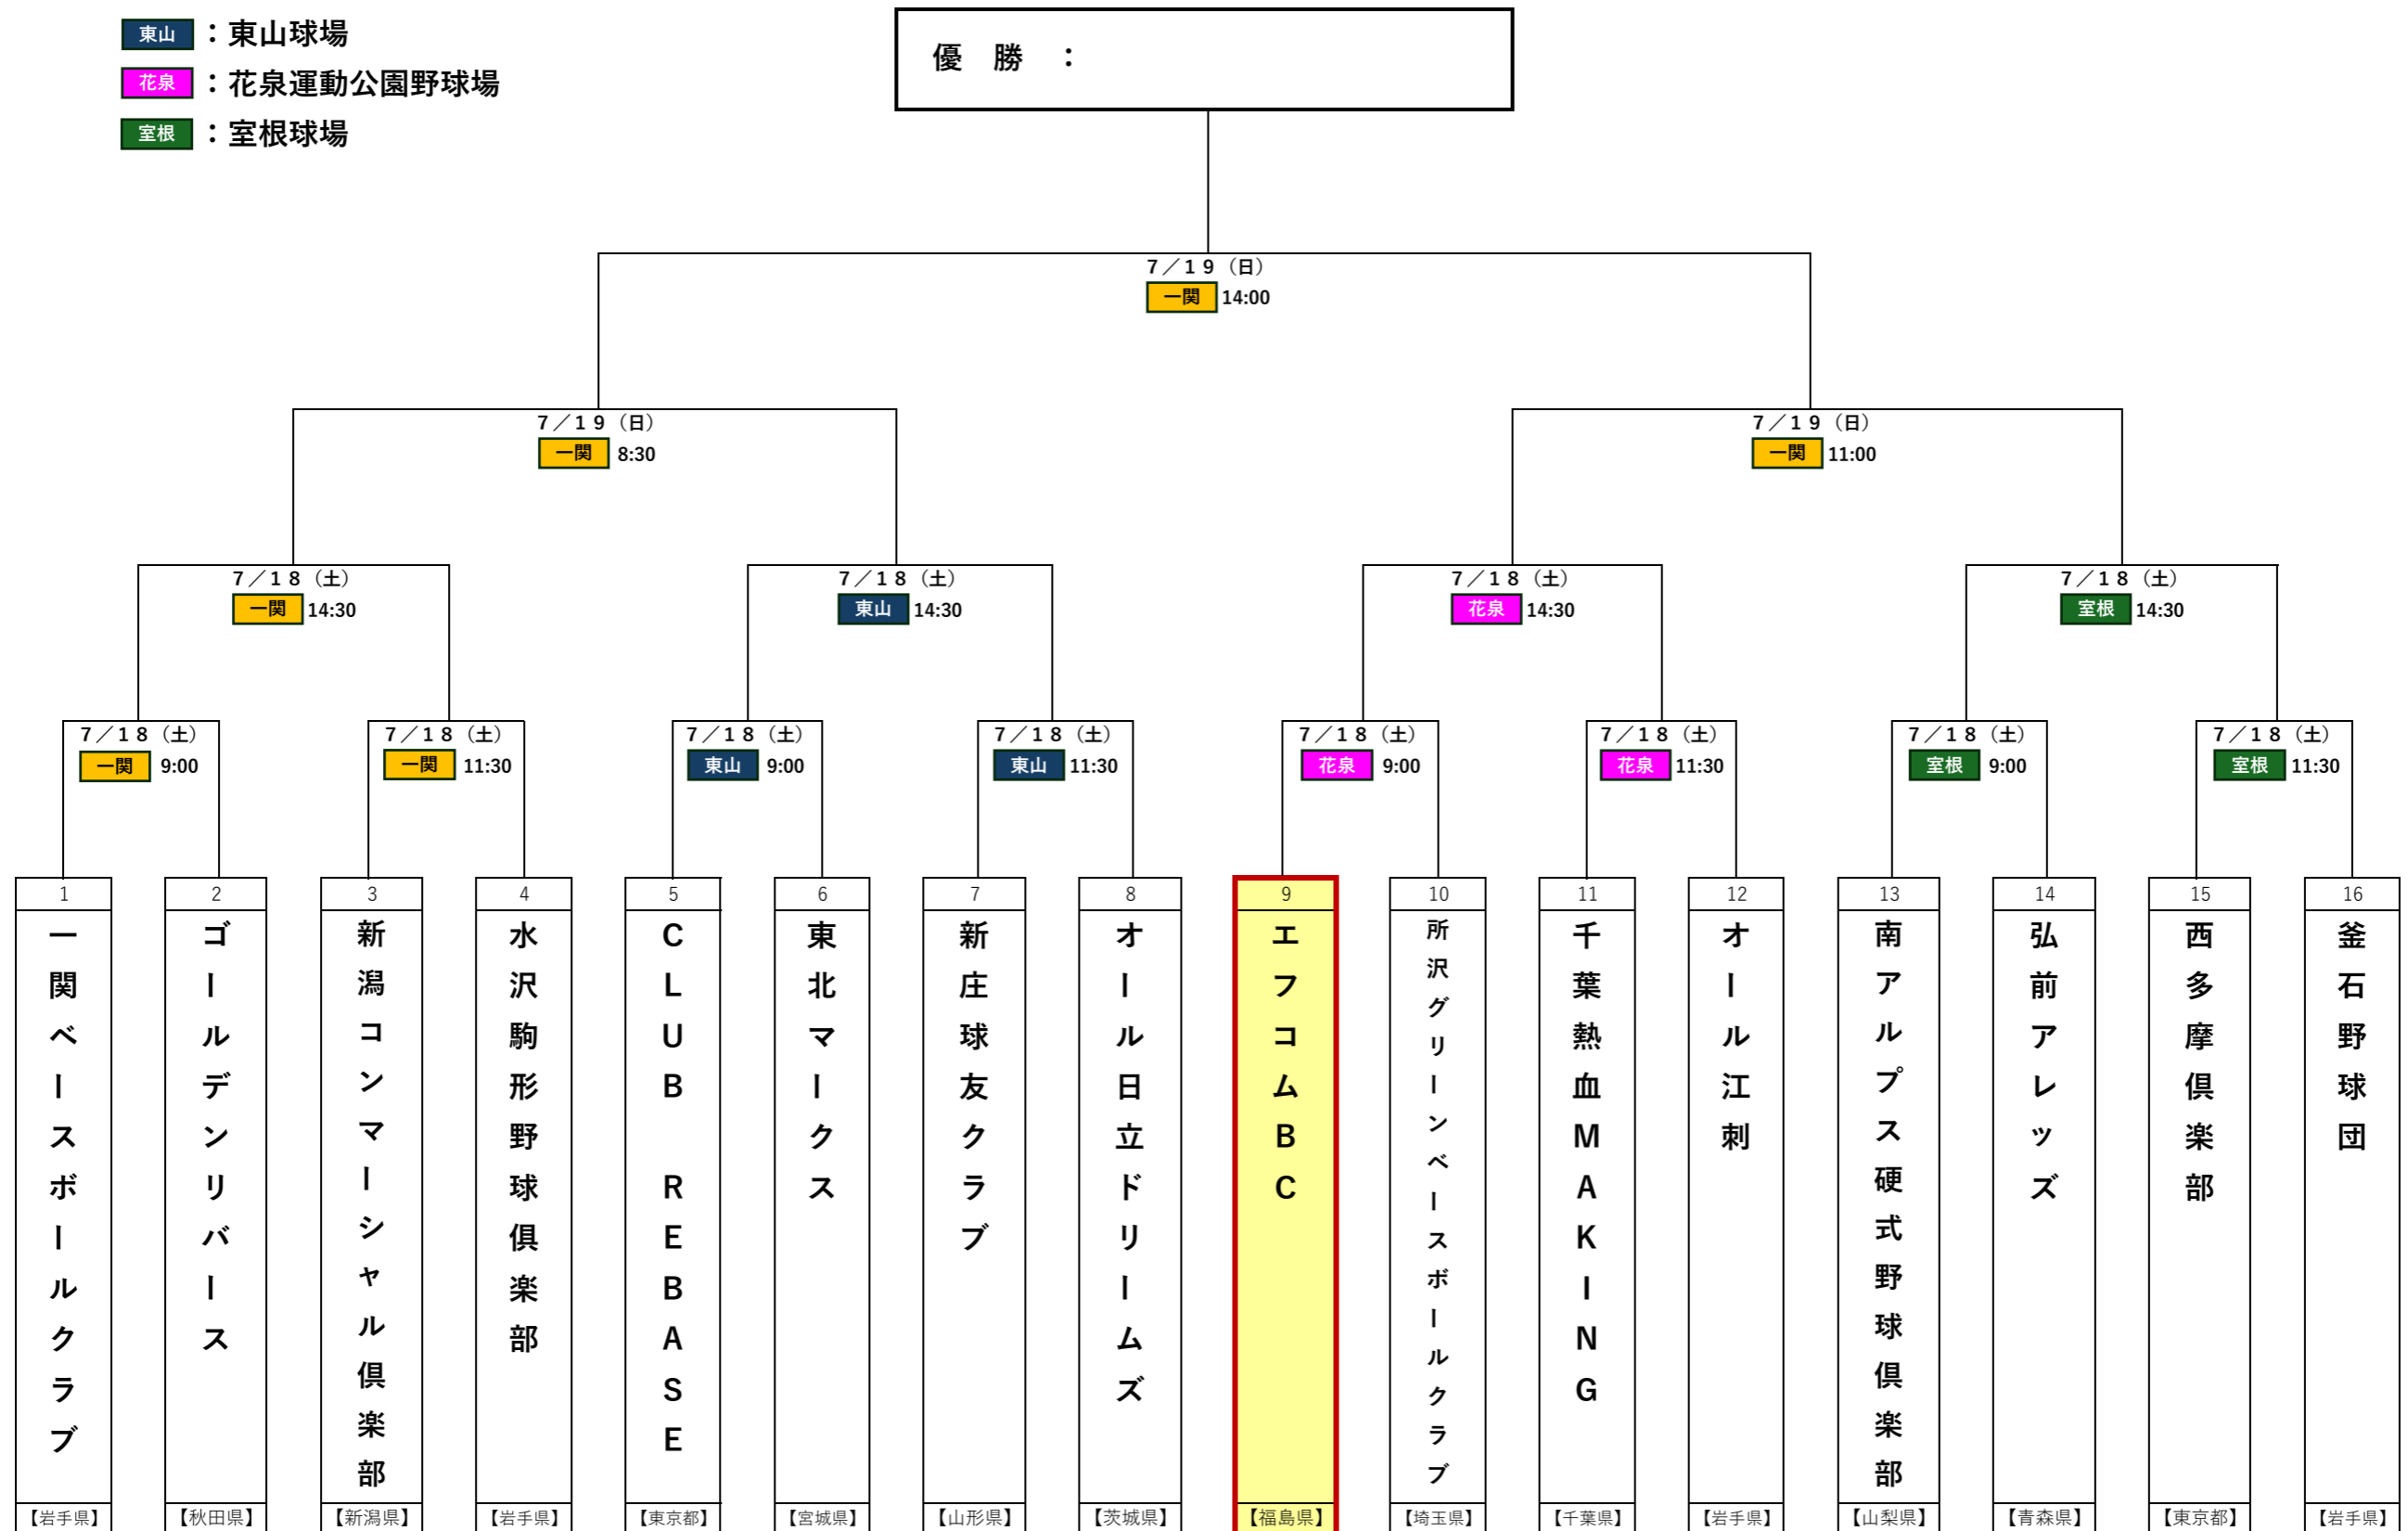 東山 ：東山球場
花泉 ：花泉運動公園野球場
室根 ：室根球場
優　勝　：
７／１９（日）
一関 14:00
７／１９（日）
一関 8:30
７／１９（日）
一関 11:00
７／１８（土）
一関 14:30
７／１８（土）
東山 14:30
７／１８（土）
花泉 14:30
７／１８（土）
室根 14:30
７／１８（土）
一関 9:00
７／１８（土）
一関 11:30
７／１８（土）
東山 9:00
７／１８（土）
東山 11:30
７／１８（土）
花泉 9:00
７／１８（土）
花泉 11:30
７／１８（土）
室根 9:00
７／１８（土）
室根 11:30
1
一関ベースボールクラブ
【岩手県】
2
ゴールデンリバース
【秋田県】
3
新潟コンマーシャル倶楽部
【新潟県】
4
水沢駒形野球倶楽部
【岩手県】
5
ＣＬＵＢ　ＲＥＢＡＳＥ
【東京都】
6
東北マークス
【宮城県】
7
新庄球友クラブ
【山形県】
8
オール日立ドリームズ
【茨城県】
9
エフコムＢＣ
【福島県】
10
所沢グリーンベースボールクラブ
【埼玉県】
11
千葉熱血ＭＡＫＩＮＧ
【千葉県】
12
オール江刺
【岩手県】
13
南アルプス硬式野球倶楽部
【山梨県】
14
弘前アレッズ
【青森県】
15
西多摩倶楽部
【東京都】
16
釜石野球団
【岩手県】